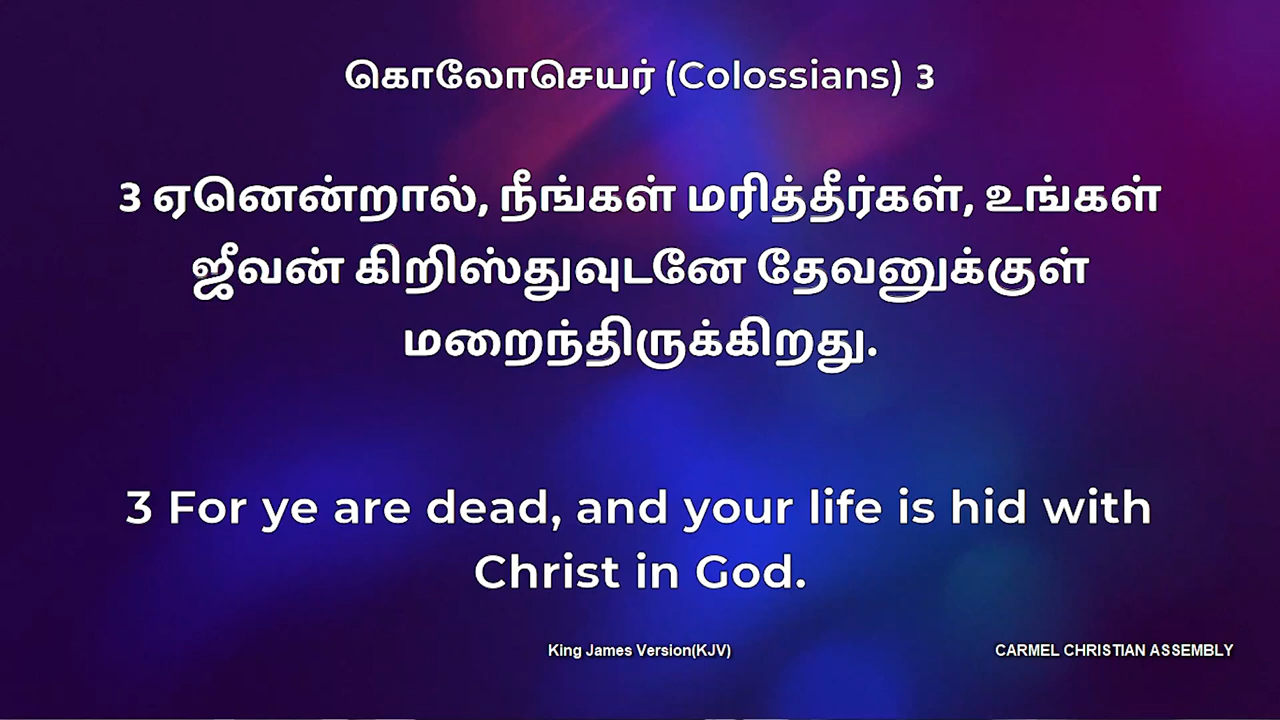 கொலோசெயர் (Colossians) 3
3 ஏனென்றால், நீங்கள் மரித்தீர்கள், உங்கள்
ஜீவன் கிறிஸ்துவுடனே தேவனுக்குள்
மறைந்திருக்கிறது.
3 For ye are dead, and your life is hid with
Christ in God.
King James Version(KJV)
CARMEL CHRISTIAN ASSEMBLY